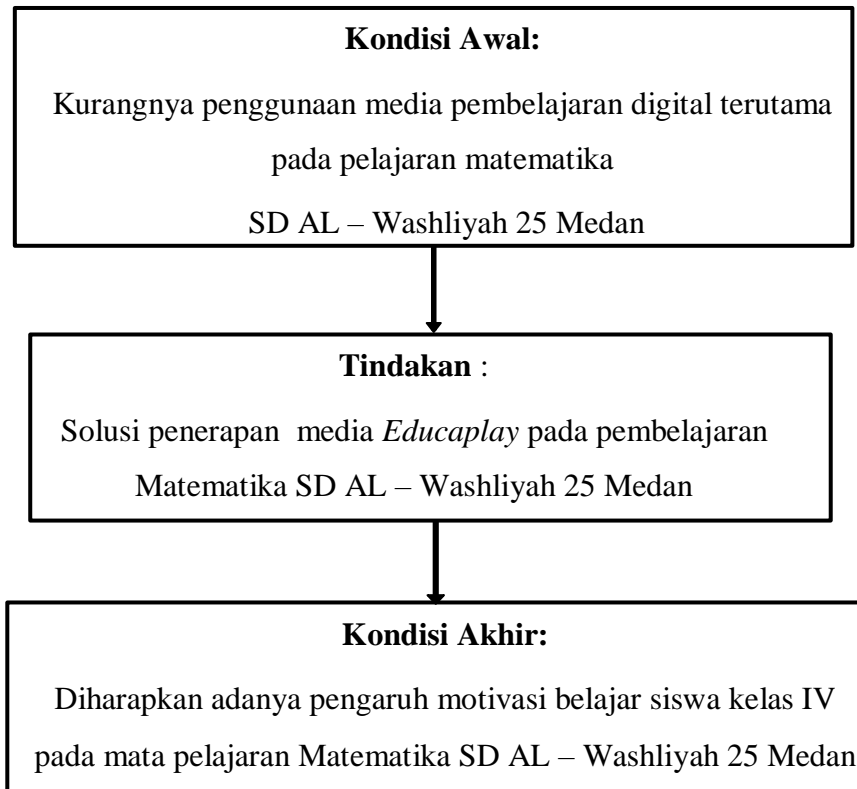 Kondisi Awal:
Kurangnya penggunaan media pembelajaran digital terutama
pada pelajaran matematika
SD AL – Washliyah 25 Medan
Tindakan :
Solusi penerapan media Educaplay pada pembelajaran
Matematika SD AL – Washliyah 25 Medan
Kondisi Akhir:
Diharapkan adanya pengaruh motivasi belajar siswa kelas IV
pada mata pelajaran Matematika SD AL – Washliyah 25 Medan